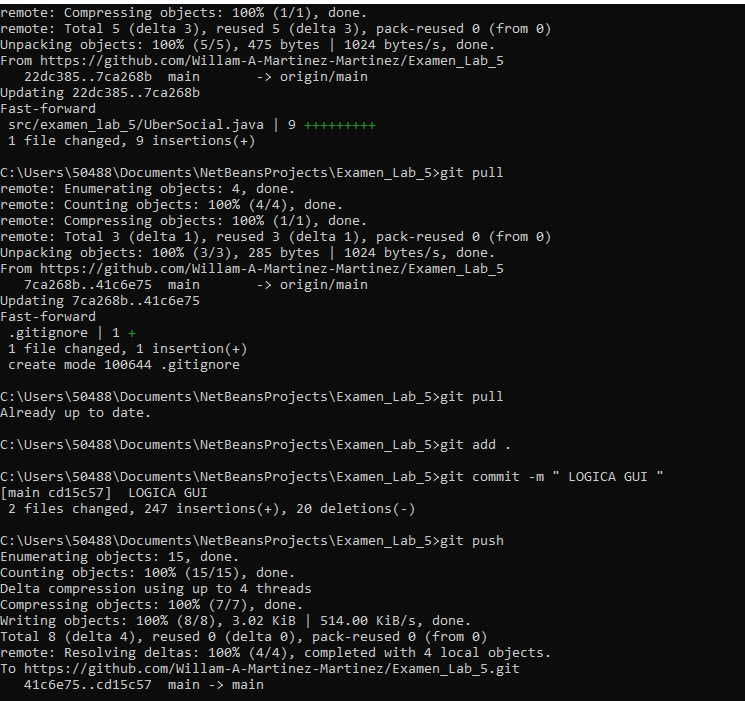 remote: Compressing objects: 100% (1/1), done.
remote: Total 5 (delta 3), reused 5 (delta 3), pack-reused 0 (from 0)
Unpacking objects: 100% (5/5), 475 bytes | 1024 bytes/s, done.
From https://github.com/Willam-A-Martinez-Martinez/Examen_Lab_5
   22dc385..7ca268b  main       -> origin/main
Updating 22dc385..7ca268b
Fast-forward
 src/examen_lab_5/UberSocial.java | 9 +++++++++
 1 file changed, 9 insertions(+)
C:\Users\50488\Documents\NetBeansProjects\Examen_Lab_5>git pull
remote: Enumerating objects: 4, done.
remote: Counting objects: 100% (4/4), done.
remote: Compressing objects: 100% (1/1), done.
remote: Total 3 (delta 1), reused 3 (delta 1), pack-reused 0 (from 0)
Unpacking objects: 100% (3/3), 285 bytes | 1024 bytes/s, done.
From https://github.com/Willam-A-Martinez-Martinez/Examen_Lab_5
   7ca268b..41c6e75  main       -> origin/main
Updating 7ca268b..41c6e75
Fast-forward
 .gitignore | 1 +
 1 file changed, 1 insertion(+)
 create mode 100644 .gitignore
C:\Users\50488\Documents\NetBeansProjects\Examen_Lab_5>git pull
Already up to date.
C:\Users\50488\Documents\NetBeansProjects\Examen_Lab_5>git add .
C:\Users\50488\Documents\NetBeansProjects\Examen_Lab_5>git commit -m " LOGICA GUI "
[main cd15c57]  LOGICA GUI
 2 files changed, 247 insertions(+), 20 deletions(-)
C:\Users\50488\Documents\NetBeansProjects\Examen_Lab_5>git push
Enumerating objects: 15, done.
Counting objects: 100% (15/15), done.
Delta compression using up to 4 threads
Compressing objects: 100% (7/7), done.
Writing objects: 100% (8/8), 3.02 KiB | 514.00 KiB/s, done.
Total 8 (delta 4), reused 0 (delta 0), pack-reused 0 (from 0)
remote: Resolving deltas: 100% (4/4), completed with 4 local objects.
To https://github.com/Willam-A-Martinez-Martinez/Examen_Lab_5.git
   41c6e75..cd15c57  main -> main